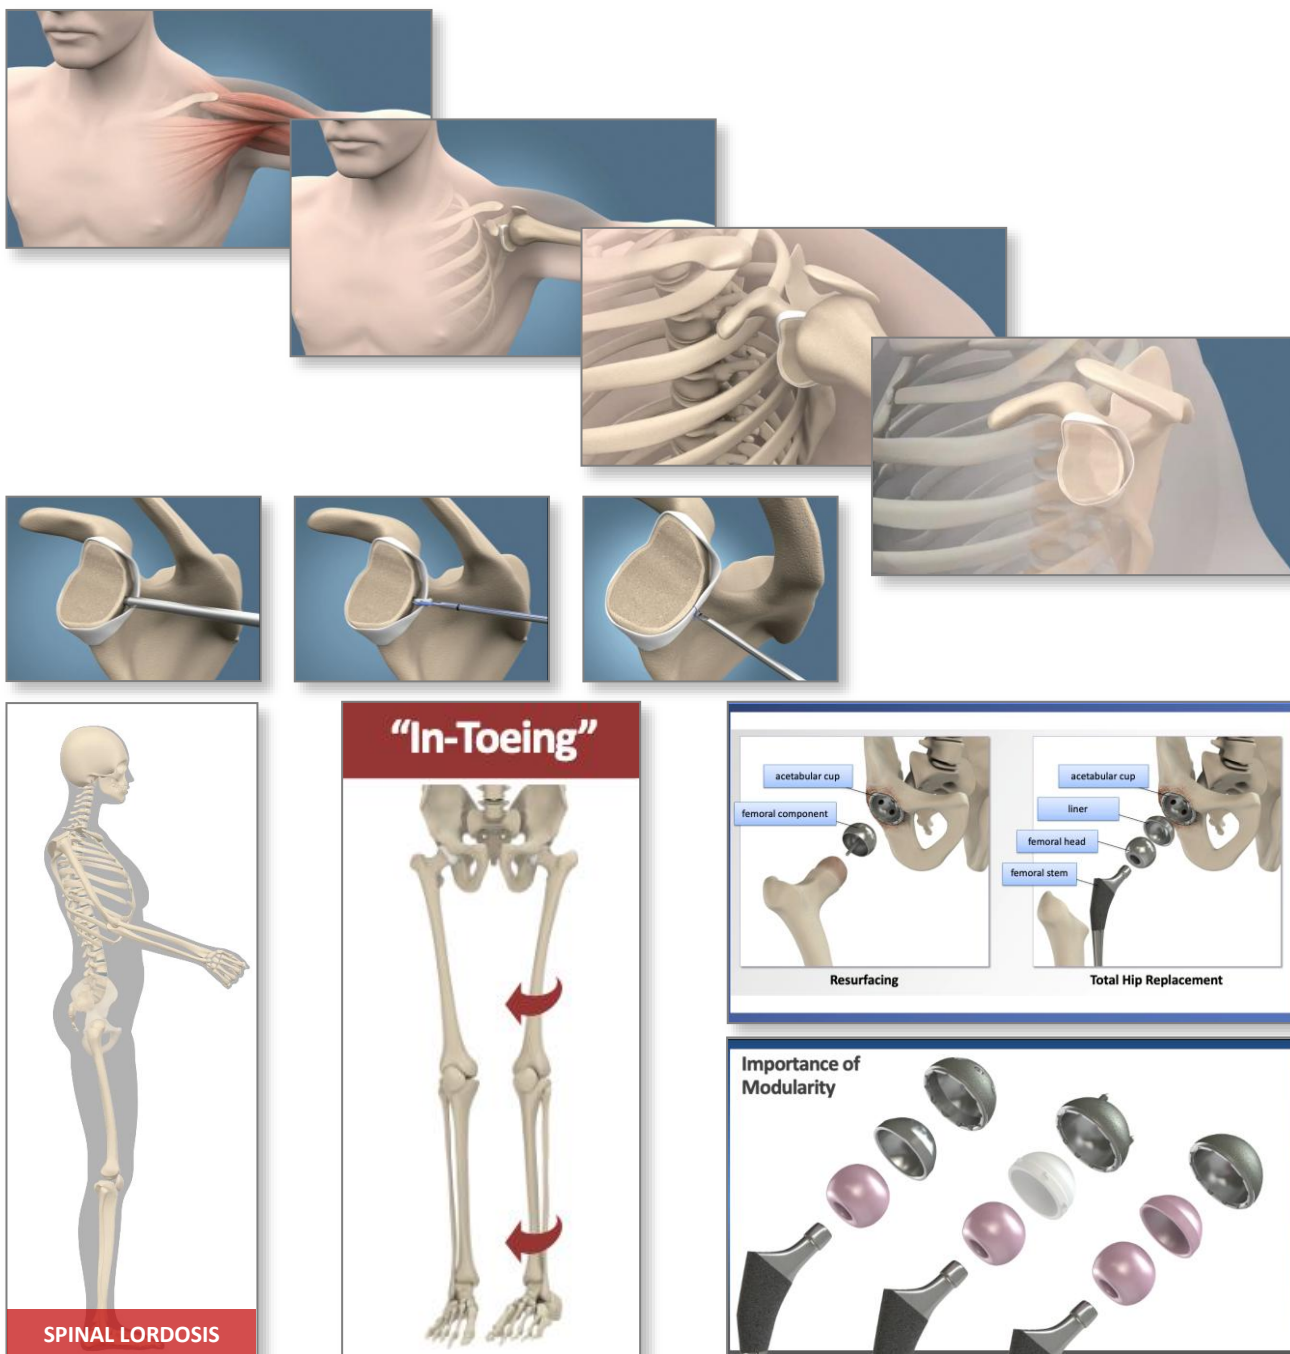 SPINAL LORDOSIS
“In-Toeing”
acetabular cup
femoral component
Resurfacing
acetabular cup
liner
femoral head
femoral stem
Total Hip Replacement
Importance of
Modularity